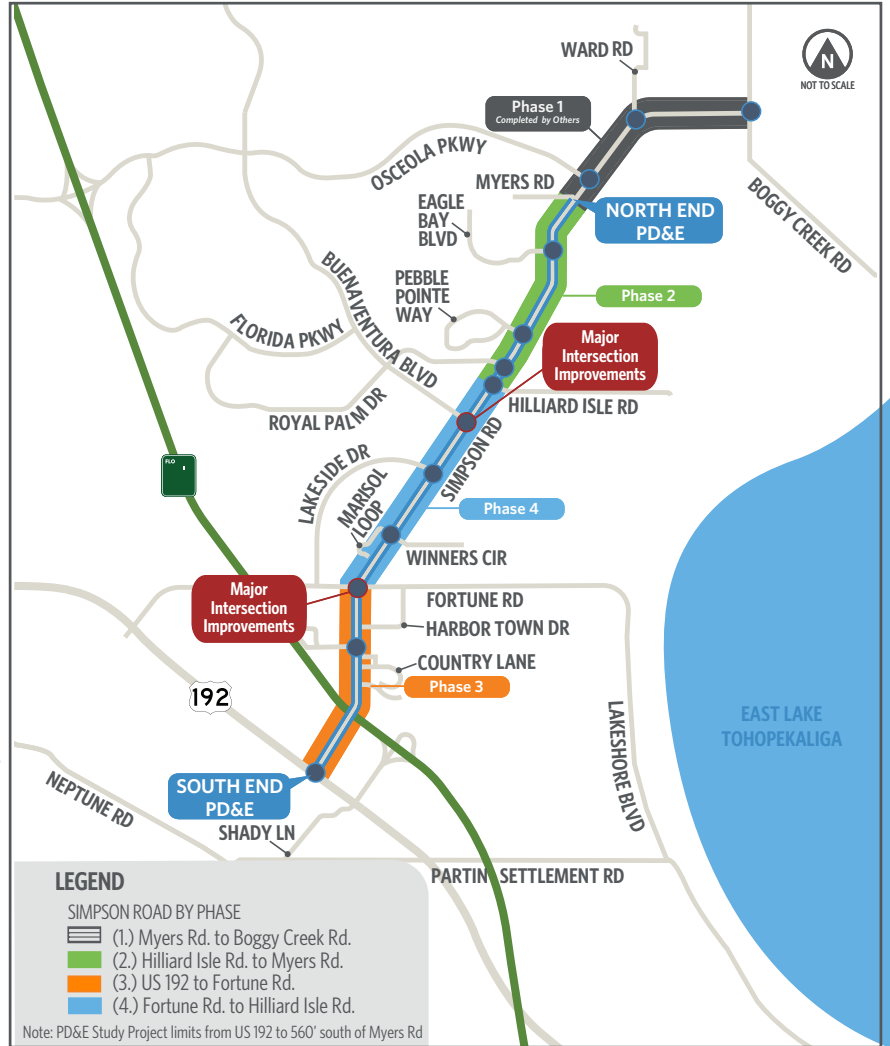 WARD RD
N
NOT TO SCALE
Phase 1
Completed by Others
OSCEOLA PKWY
MYERS RD
BOGGY CREEK RD
EAGLE
BAY
BLVD
NORTH END
PD&E
BUENAVENTURA BLVD
PEBBLE
POINTE
WAY
Phase 2
FLORIDA PKWY
Major
Intersection
Improvements
ROYAL PALM DR
HILLIARD ISLE RD
SIMPSON RD
LAKESIDE DR
FLO
MARISOL
LOOP
Phase 4
WINNERS CIR
Major
Intersection
Improvements
FORTUNE RD
HARBOR TOWN DR
COUNTRY LANE
Phase 3
192
LAKESHORE BLVD
EAST LAKE
TOHOPEKALIGA
SOUTH END
PD&E
NEPTUNE RD
SHADY LN
PARTIN SETTLEMENT RD
LEGEND
SIMPSON ROAD BY PHASE
(1.) Myers Rd. to Boggy Creek Rd.
(2.) Hilliard Isle Rd. to Myers Rd.
(3.) US 192 to Fortune Rd.
(4.) Fortune Rd. to Hilliard Isle Rd.
Note: PD&E Study Project limits from US 192 to 560' south of Myers Rd